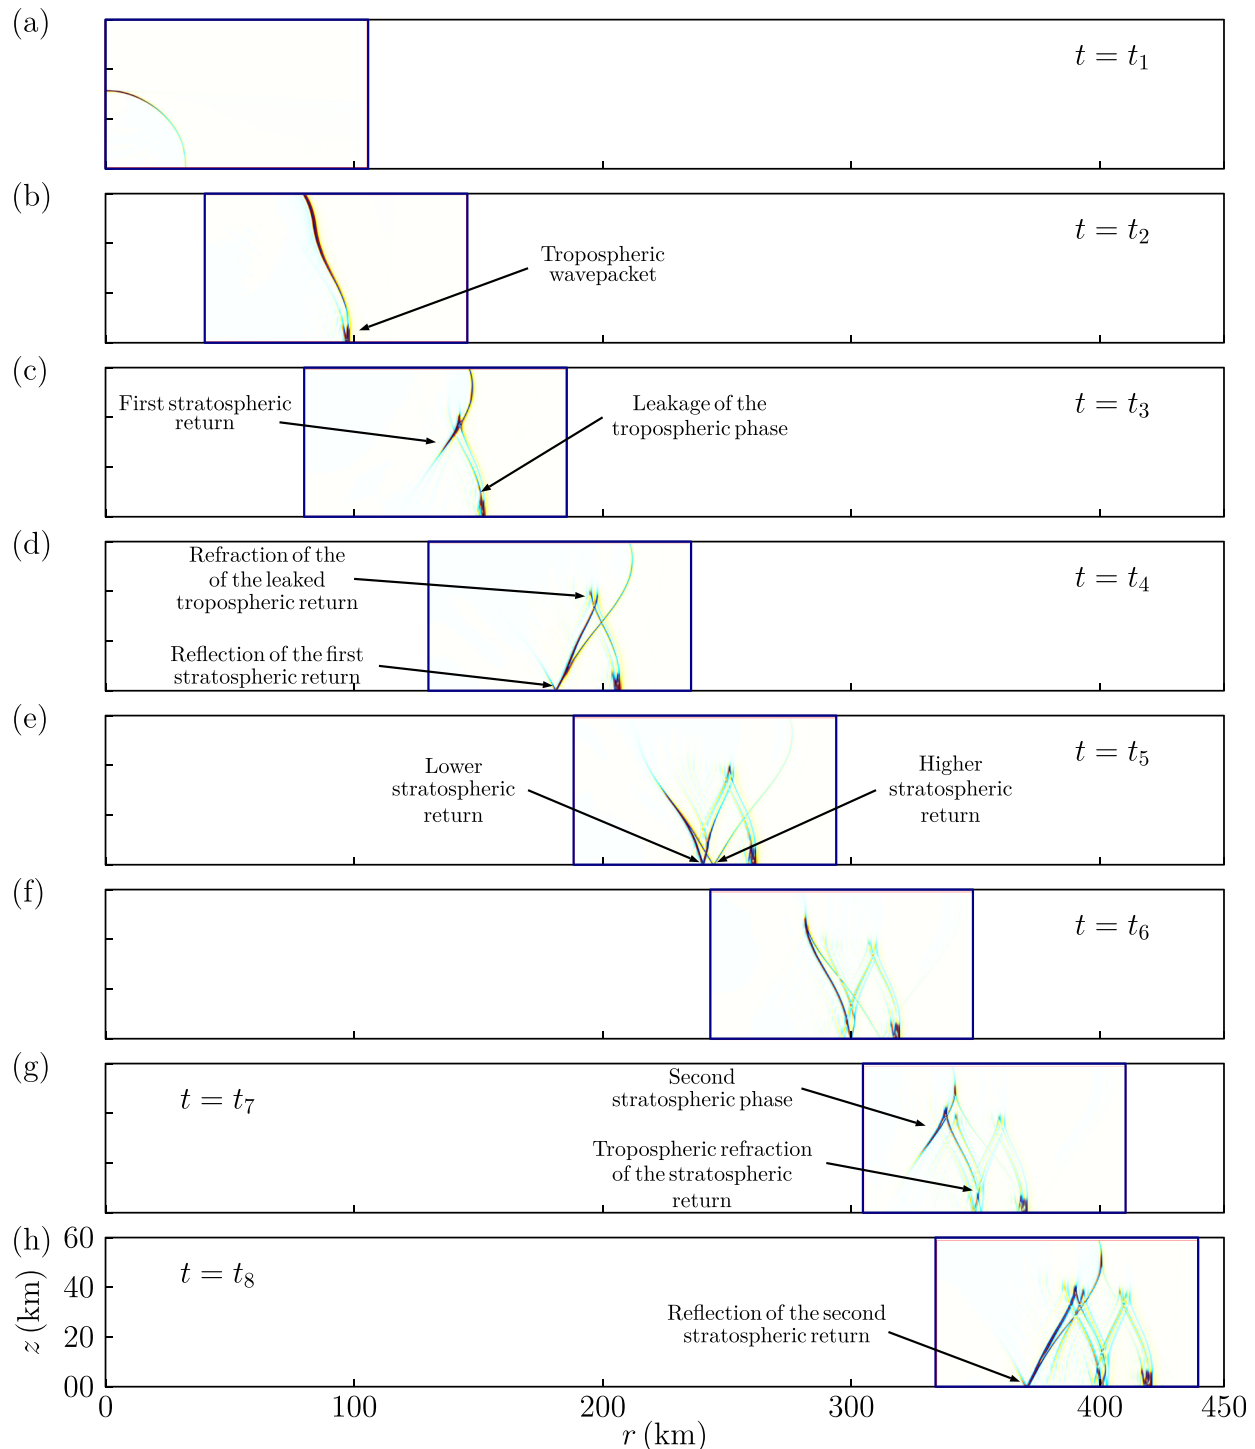 (a)
t = t₁
(b)
t = t₂
Tropospheric
wavepacket
(c)
t = t₃
First stratospheric
return
Leakage of the
tropospheric phase
(d)
t = t₄
Refraction of the
of the leaked
tropospheric return
Reflection of the first
stratospheric return
(e)
t = t₅
Lower
stratospheric
return
Higher
stratospheric
return
(f)
t = t₆
(g)
t = t₇
Second
stratospheric phase
Tropospheric refraction
of the stratospheric
return
(h)
t = t₈
Reflection of the second
stratospheric return
60
40
20
00
z (km)
0 100 200 300 400 450
r (km)